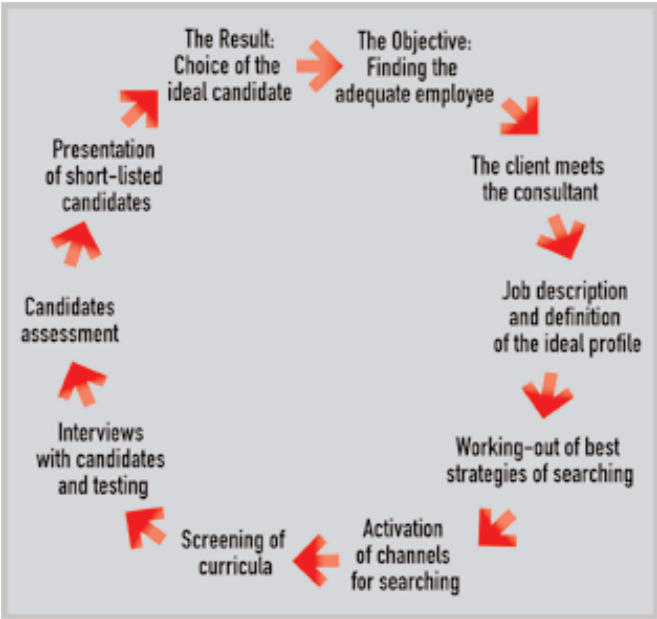 The Result:
Choice of the
ideal candidate
The Objective:
Finding the
adequate employee
The client meets
the consultant
Job description
and definition
of the ideal profile
Working-out of best
strategies of searching
Activation
of channels
for searching
Screening of
curricula
Interviews
with candidates
and testing
Candidates
assessment
Presentation
of short-listed
candidates